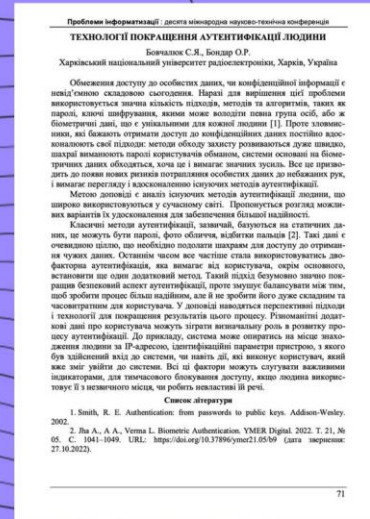 Проблеми інформатизації : десята міжнародна науково-технічна конференція
ТЕХНОЛОГІЇ ПОКРАЩЕННЯ АУТЕНТИФІКАЦІЇ ЛЮДИНИ
Бовчалюк С.Я., Бондар О.Р.
Харківський національний університет радіоелектроніки, Харків, Україна
Обмеження доступу до особистих даних, чи конфіденційної інформації є
невід’ємною складовою сьогодення. Наразі для вирішення цієї проблеми
використовується значна кількість підходів, методів та алгоритмів, таких як
паролі, ключі шифрування, якими може володіти певна група осіб, або ж
біометричні дані, що є унікальними для кожної людини [1]. Проте зловмис-
ники, які бажають отримати доступ до конфіденційних даних постійно вдос-
коналюють свої підходи: методи обходу захисту розвиваються дуже швидко,
шахраї виманюють паролі користувачів обманом, системи основані на біоме-
тричних даних обходяться, хоча це і вимагає значних зусиль. Все це призво-
дить до появи нових ризиків потрапляння особистих даних до небажаних рук,
і вимагає перегляду і вдосконаленню існуючих методів аутентифікації.
Метою доповіді є аналіз існуючих методів аутентифікації людини, що
широко використовуються у сучасному світі. Пропонується розгляд можли-
вих варіантів їх удосконалення для забезпечення більшої надійності.
Класичні методи аутентифікації, зазвичай, базуються на статичних да-
них, це можуть бути паролі, фото обличчя, відбитки пальців [2]. Такі дані є
очевидною ціллю, що необхідно подолати шахраям для доступу до отриман-
ня чужих даних. Останнім часом все частіше стала використовуватись дво-
факторна аутентифікація, яка вимагає від користувача, окрім основного,
встановити ще один додатковий метод. Такий підхід безумовно значно пок-
ращив безпековий аспект аутентифікації, проте змушує балансувати між тим,
щоб зробити процес більш надійним, але й не зробити його дуже складним та
часовитратним для користувача. У доповіді наводяться перспективні підходи
і технології для покращення результатів цього процесу. Різноманітні додат-
кові дані про користувача можуть зіграти визначальну роль в розвитку про-
цесу аутентифікації. До прикладу, система може опиратись на місце знахо-
дження людини за IP-адресою, ідентифікаційні параметри пристрою, з якого
був здійснений вхід до системи, чи навіть дії, які виконує користувач, який
вже зміг увійти до системи. Всі ці фактори можуть слугувати важливими
індикаторами, для тимчасового блокування доступу, якщо людина викорис-
товує її з незвичного місця, чи робить невластиві їй речі.
Список літератури
1. Smith, R. E. Authentication: from passwords to public keys. Addison-Wesley.
2002.
2. Jha A., A A., Verma L. Biometric Authentication. YMER Digital. 2022. Т. 21, №
05. С. 1041–1049. URL: https://doi.org/10.37896/ymer21.05/b9 (дата звернення:
27.10.2022).
71